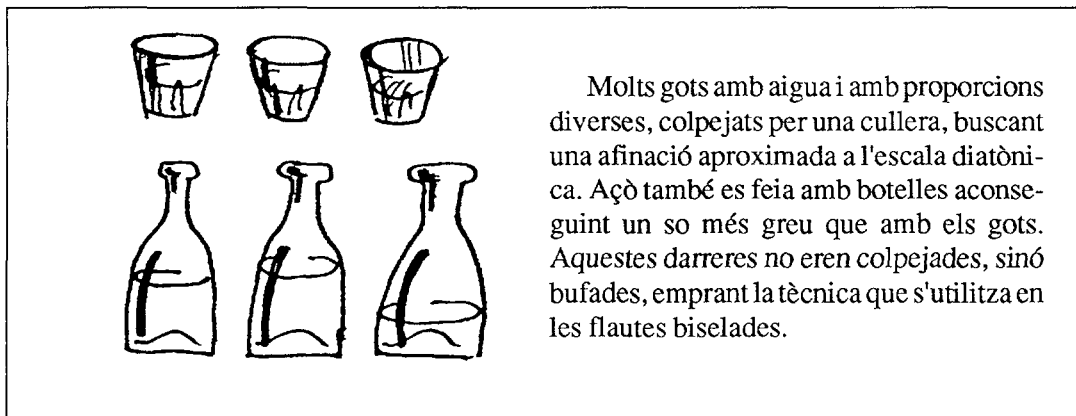 Molts gots amb aigua i amb proporcions
diverses, colpejats per una cullera, buscant
una afinació aproximada a l'escala diatòni-
ca. Açò també es feia amb botelles aconse-
guint un so més greu que amb els gots.
Aquestes darreres no eren colpejades, sinó
bufades, emprant la tècnica que s'utilitza en
les flautes biselades.